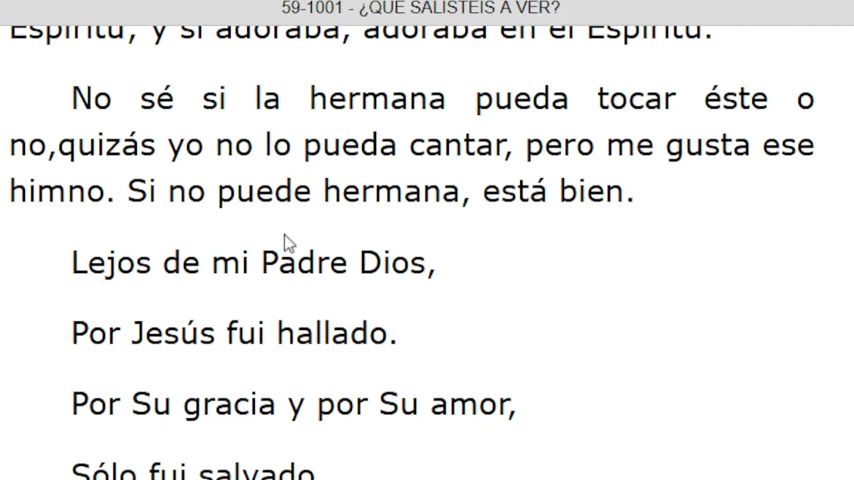 59-1001 - ¿QUE SALISTEIS A VER?
Espíritu, y si adoraba, adoraba en el Espíritu.
No sé si la hermana pueda tocar éste o
no,quizás yo no lo pueda cantar, pero me gusta ese
himno. Si no puede hermana, está bien.
Lejos de mi Padre Dios,
Por Jesús fui hallado.
Por Su gracia y por Su amor,
Sólo fui salvado